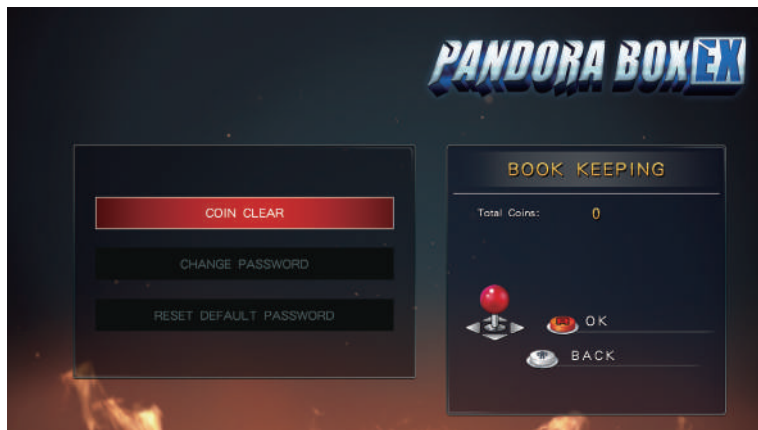 PANDORA BOX EX
COIN CLEAR
CHANGE PASSWORD
RESET DEFAULT PASSWORD
BOOK KEEPING
Total Coins: 0
OK
BACK